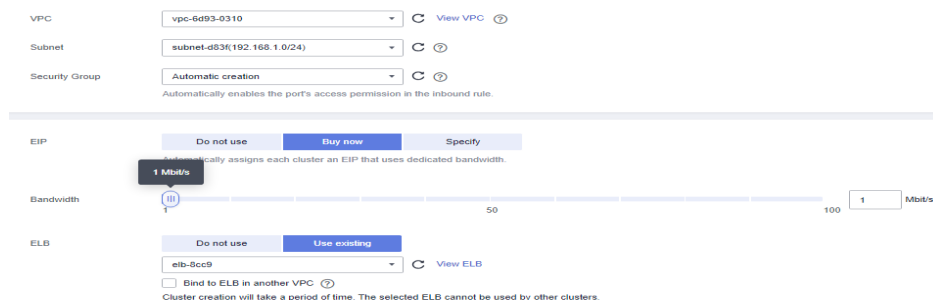 VPC vpc-6d93-0310 View VPC ?
Subnet subnet-d83f(192.168.1.0/24) ?
Security Group Automatic creation ?
Automatically enables the port's access permission in the inbound rule.
EIP Do not use Buy now Specify
Automatically assigns each cluster an EIP that uses dedicated bandwidth.
1 Mbit/s
Bandwidth 1 Mbit/s
1 50 100
ELB Do not use Use existing
elb-8cc9 View ELB
Bind to ELB in another VPC ?
Cluster creation will take a period of time. The selected ELB cannot be used by other clusters.